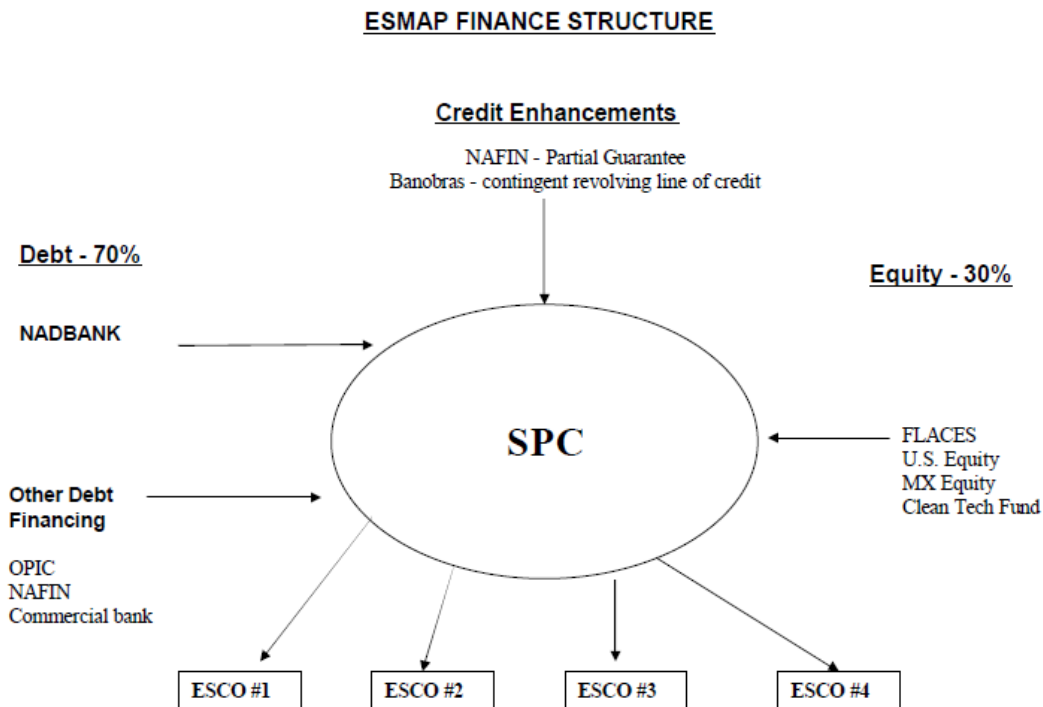 ESMAP FINANCE STRUCTURE
Credit Enhancements
NAFIN - Partial Guarantee
Banobras - contingent revolving line of credit
Debt - 70%
Equity - 30%
NADBANK
SPC
FLACES
U.S. Equity
MX Equity
Clean Tech Fund
Other Debt
Financing
OPIC
NAFIN
Commercial bank
ESCO #1
ESCO #2
ESCO #3
ESCO #4